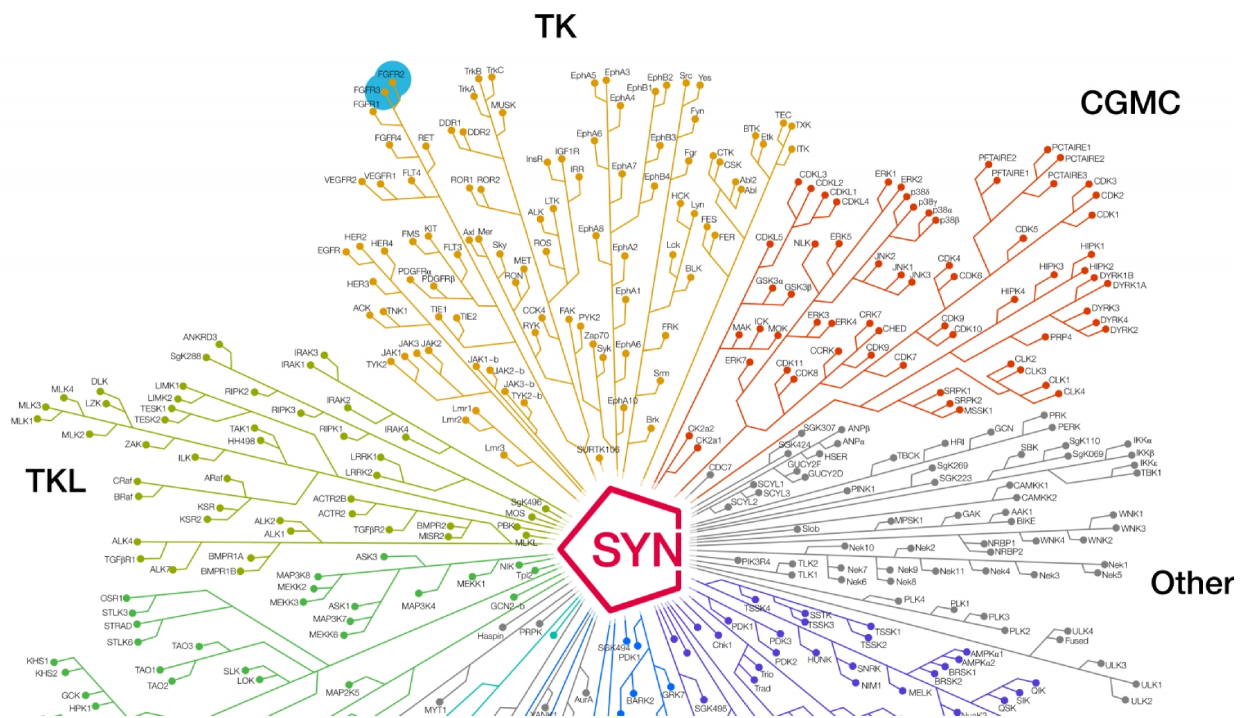 TK
CGMC
TKL
Other
SYN
FGFR2
FGFR3
FGFR1
FGFR4
RET
VEGFR2
VEGFR1
FLT4
TrkB
TrkC
TrkA
MUSK
DDR1
DDR2
ROR1
ROR2
InsR
IGF1R
IRR
LTK
ALK
ROS
EGFR
HER2
HER4
HER3
FMS
KIT
FLT3
PDGFRα
PDGFRβ
Axl
Mer
Sky
MET
RON
ACK
TNK1
TIE1
TIE2
CCK4
RYK
FAK
PYK2
Zap70
Syk
JAK1
JAK3
JAK2
TYK2
JAK1~b
JAK2~b
JAK3~b
TYK2~b
Lmr1
Lmr2
Lmr3
SURTK106
EphA5
EphA3
EphA4
EphA6
EphA7
EphA8
EphA2
EphA1
EphA6
EphA10
EphB2
EphB1
EphB3
EphB4
Src
Yes
Fyn
Fgr
HCK
Lyn
Lck
BLK
FRK
Srm
Brk
CTK
CSK
Abl2
Abl
FES
FER
TEC
TXK
BTK
Etk
ITK
CDKL3
CDKL2
CDKL1
CDKL4
CDKL5
NLK
ERK5
ERK1
ERK2
p38δ
p38γ
p38α
p38β
JNK2
JNK1
JNK3
GSK3α
GSK3β
MAK
ICK
MOK
ERK3
ERK4
ERK7
CDK11
CDK8
CCRK
CRK7
CHED
CDK9
CDK7
CDK9
CDK10
CDK4
CDK6
CDK5
PFTAIRE2
PFTAIRE1
PCTAIRE1
PCTAIRE2
PCTAIRE3
CDK3
CDK2
CDK1
HIPK1
HIPK2
HIPK3
HIPK4
DYRK1B
DYRK1A
DYRK3
DYRK4
DYRK2
PRP4
CLK2
CLK3
CLK1
CLK4
SRPK1
SRPK2
MSSK1
CK2a2
CK2a1
CDC7
ANKRD3
SgK288
IRAK3
IRAK1
IRAK2
IRAK4
RIPK2
RIPK3
RIPK1
LIMK1
LIMK2
TESK1
TESK2
DLK
LZK
MLK4
MLK3
MLK1
MLK2
ZAK
ILK
TAK1
HH498
LRRK1
LRRK2
CRaf
BRaf
ARaf
KSR
KSR2
ACTR2B
ACTR2
TGFβR2
BMPR2
MISR2
ALK2
ALK1
ALK4
TGFβR1
ALK7
BMPR1A
BMPR1B
SgK496
MOS
PBK
MLKL
SGK307
ANPβ
ANPα
SGK424
HSER
GUCY2F
GUCY2D
SCYL1
SCYL3
SCYL2
TBCK
HRI
GCN
PRK
PERK
PINK1
SgK269
SGK223
SBK
SgK110
SgK069
IKKα
IKKβ
IKKε
TBK1
CAMKK1
CAMKK2
Slob
MPSK1
GAK
AAK1
BIKE
NRBP1
NRBP2
WNK1
WNK3
WNK4
WNK2
PIK3R4
TLK2
TLK1
Nek10
Nek2
Nek7
Nek6
Nek9
Nek8
Nek11
Nek4
Nek3
Nek1
Nek5
PLK4
PLK1
PLK3
PLK2
ULK4
Fused
ULK3
ULK1
ULK2
ASK3
NIK
Tpl2
MAP3K8
MEKK2
MEKK3
MEKK1
MAP3K4
GCN2~b
ASK1
MAP3K7
MEKK6
OSR1
STLK3
STRAD
STLK6
TAO3
TAO1
TAO2
SLK
LOK
MAP2K5
KHS1
KHS2
GCK
HPK1
Haspin
PRPK
MYT1
AurA
SGK494
PDK1
BARK2
GRK7
Chk1
PDK1
PDK3
PDK2
Trio
Trad
SGK495
TSSK4
SSTK
TSSK3
TSSK1
TSSK2
HUNK
SNRK
NIM1
MELK
AMPKα1
AMPKα2
BRSK1
BRSK2
QIK
SIK
QSK